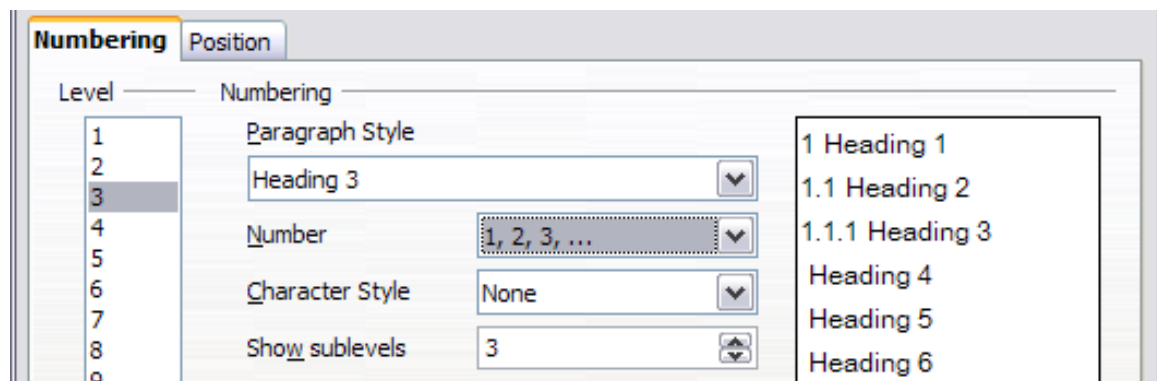 Numbering Position
Level Numbering
1
2
3
4
5
6
7
8
9
Paragraph Style
Heading 3
Number 1, 2, 3, ...
Character Style None
Show sublevels 3
1 Heading 1
1.1 Heading 2
1.1.1 Heading 3
Heading 4
Heading 5
Heading 6